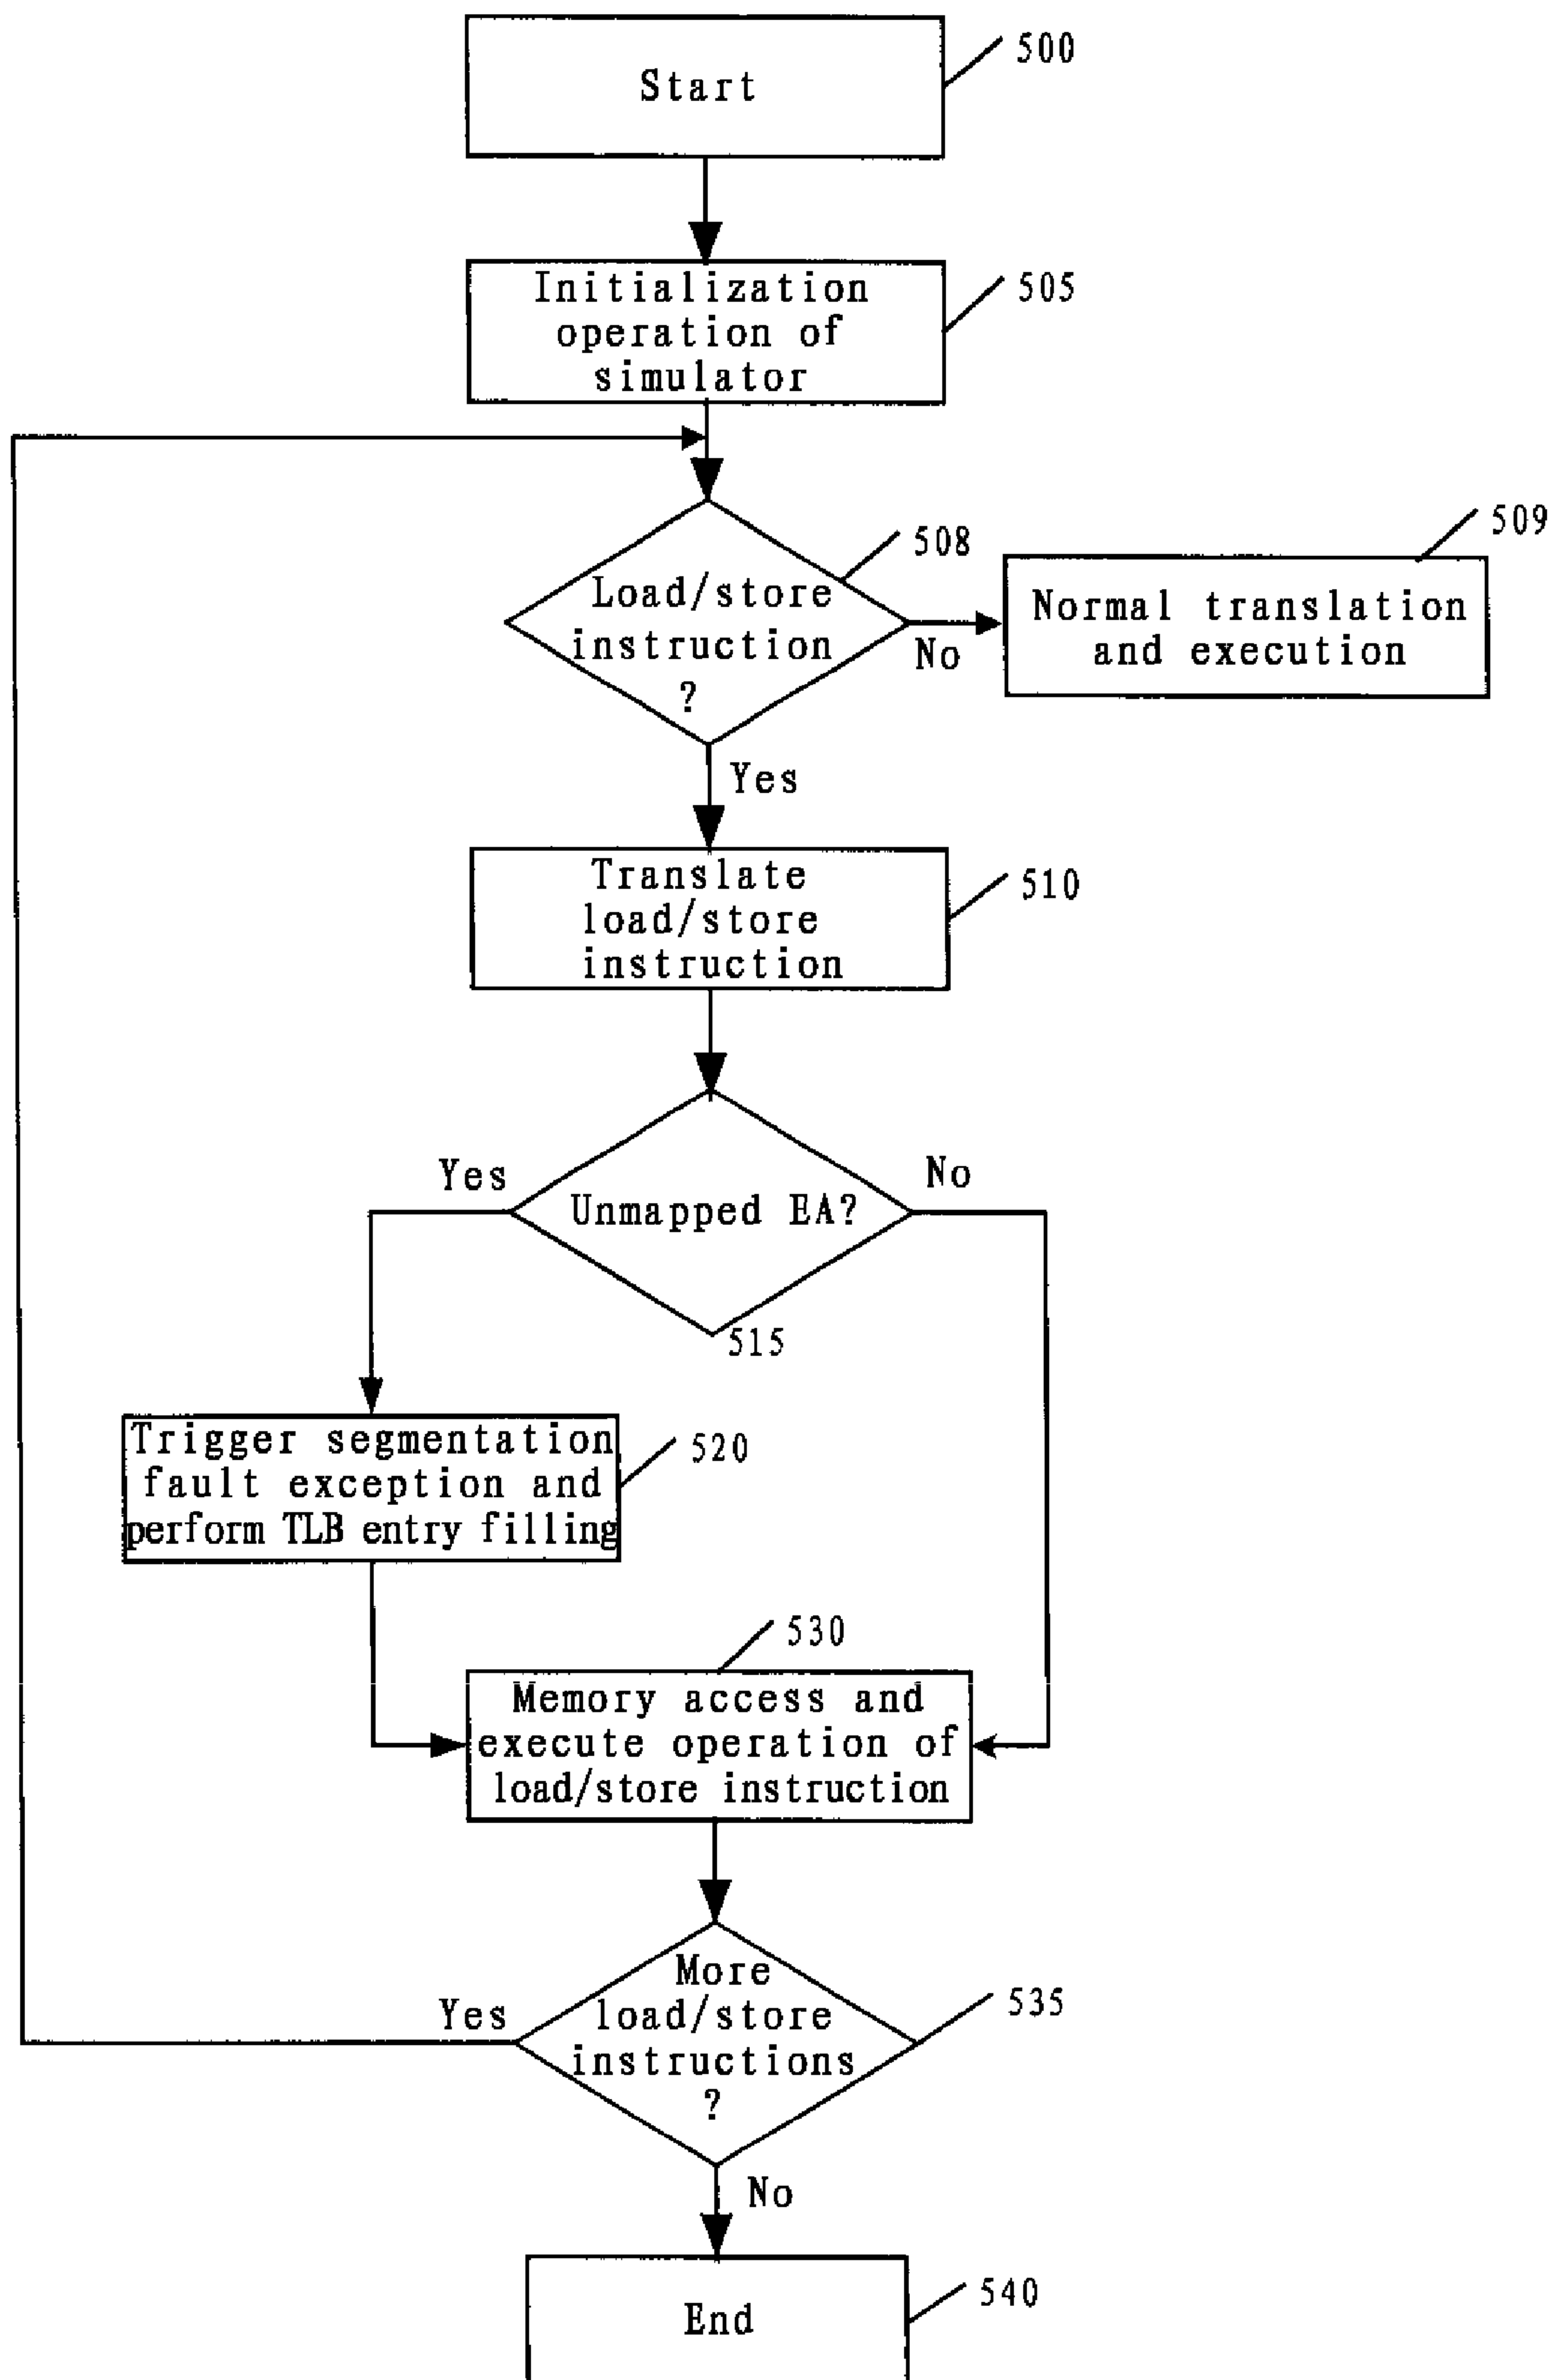 Start
500
Initialization
operation of
simulator
505
Load/store
instruction
?
508
No
Normal translation
and execution
509
Yes
Translate
load/store
instruction
510
Yes
No
Unmapped EA?
515
Trigger segmentation
fault exception and
perform TLB entry filling
520
530
Memory access and
execute operation of
load/store instruction
More
load/store
instructions
?
Yes
535
No
End
540